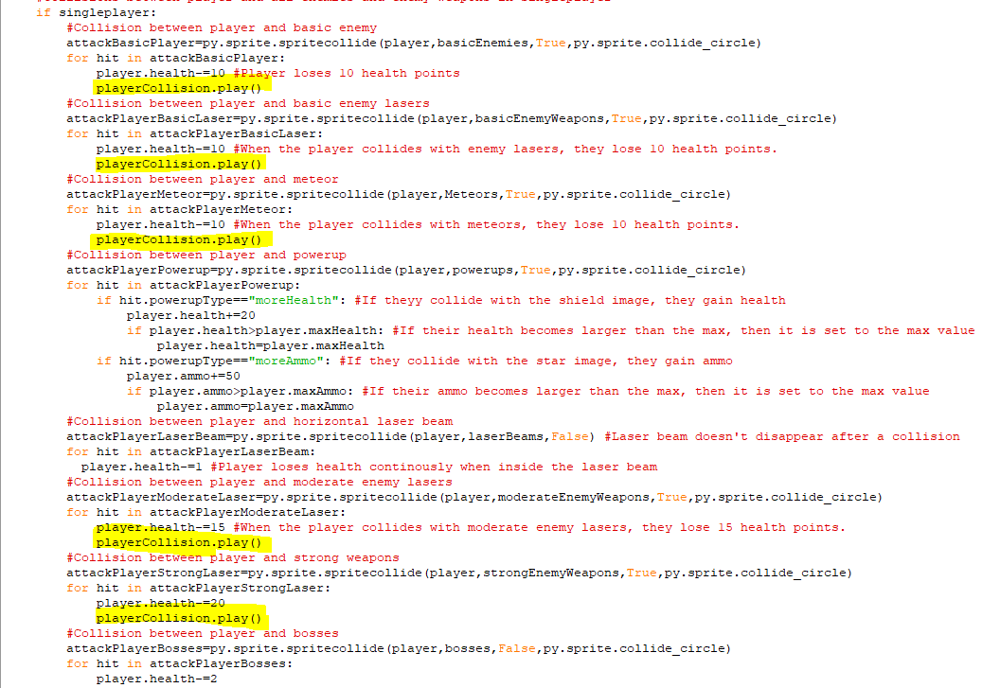 #Collisions between player and all enemies and enemy weapons in singleplayer
if singleplayer:
    #Collision between player and basic enemy
    attackBasicPlayer=py.sprite.spritecollide(player,basicEnemies,True,py.sprite.collide_circle)
    for hit in attackBasicPlayer:
        player.health-=10 #Player loses 10 health points
        playerCollision.play()
    #Collision between player and basic enemy lasers
    attackPlayerBasicLaser=py.sprite.spritecollide(player,basicEnemyWeapons,True,py.sprite.collide_circle)
    for hit in attackPlayerBasicLaser:
        player.health-=10 #When the player collides with enemy lasers, they lose 10 health points.
        playerCollision.play()
    #Collision between player and meteor
    attackPlayerMeteor=py.sprite.spritecollide(player,Meteors,True,py.sprite.collide_circle)
    for hit in attackPlayerMeteor:
        player.health-=10 #When the player collides with meteors, they lose 10 health points.
        playerCollision.play()
    #Collision between player and powerup
    attackPlayerPowerup=py.sprite.spritecollide(player,powerups,True,py.sprite.collide_circle)
    for hit in attackPlayerPowerup:
        if hit.powerupType=="moreHealth": #If theyy collide with the shield image, they gain health
            player.health+=20
            if player.health>player.maxHealth: #If their health becomes larger than the max, then it is set to the max value
                player.health=player.maxHealth
        if hit.powerupType=="moreAmmo": #If they collide with the star image, they gain ammo
            player.ammo+=50
            if player.ammo>player.maxAmmo: #If their ammo becomes larger than the max, then it is set to the max value
                player.ammo=player.maxAmmo
    #Collision between player and horizontal laser beam
    attackPlayerLaserBeam=py.sprite.spritecollide(player,laserBeams,False) #Laser beam doesn't disappear after a collision
    for hit in attackPlayerLaserBeam:
      player.health-=1 #Player loses health continously when inside the laser beam
    #Collision between player and moderate enemy lasers
    attackPlayerModerateLaser=py.sprite.spritecollide(player,moderateEnemyWeapons,True,py.sprite.collide_circle)
    for hit in attackPlayerModerateLaser:
        player.health-=15 #When the player collides with moderate enemy lasers, they lose 15 health points.
        playerCollision.play()
    #Collision between player and strong weapons
    attackPlayerStrongLaser=py.sprite.spritecollide(player,strongEnemyWeapons,True,py.sprite.collide_circle)
    for hit in attackPlayerStrongLaser:
        player.health-=20
        playerCollision.play()
    #Collision between player and bosses
    attackPlayerBosses=py.sprite.spritecollide(player,bosses,False,py.sprite.collide_circle)
    for hit in attackPlayerBosses:
        player.health-=2